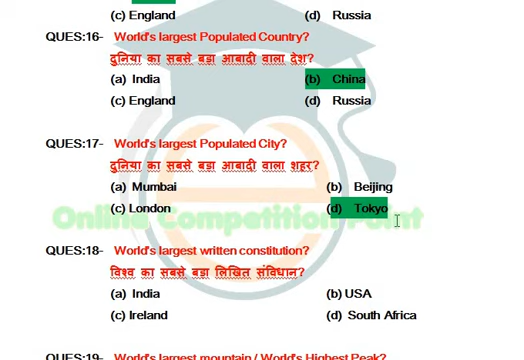 (c) England (d) Russia
QUES:16- World's largest Populated Country?
दुनिया का सबसे बड़ा आबादी वाला देश?
(a) India (b) China
(c) England (d) Russia
QUES:17- World's largest Populated City?
दुनिया का सबसे बड़ा आबादी वाला शहर?
(a) Mumbai (b) Beijing
(c) London (d) Tokyo
Online Competition Point
QUES:18- World's largest written constitution?
विश्व का सबसे बड़ा लिखित संविधान?
(a) India (b) USA
(c) Ireland (d) South Africa
QUES:19- World's largest mountain / World's Highest Peak?